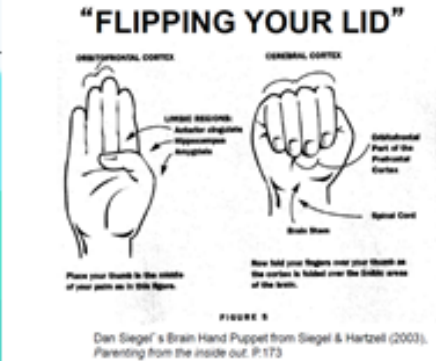 “FLIPPING YOUR LID”
ORBITOFRONTAL CORTEX
CEREBRAL CORTEX
LIMBIC REGIONS:
Anterior cingulate
Hippocampus
Amygdala
Orbitofrontal
Part of the
Prefrontal
Cortex
Spinal Cord
Brain Stem
Place your thumb in the middle
of your palm as in this figure.
Now fold your fingers over your thumb as
the cortex is folded over the limbic areas
of the brain.
FIGURE 5
Dan Siegel's Brain Hand Puppet from Siegel & Hartzell (2003),
Parenting from the inside out. P.173